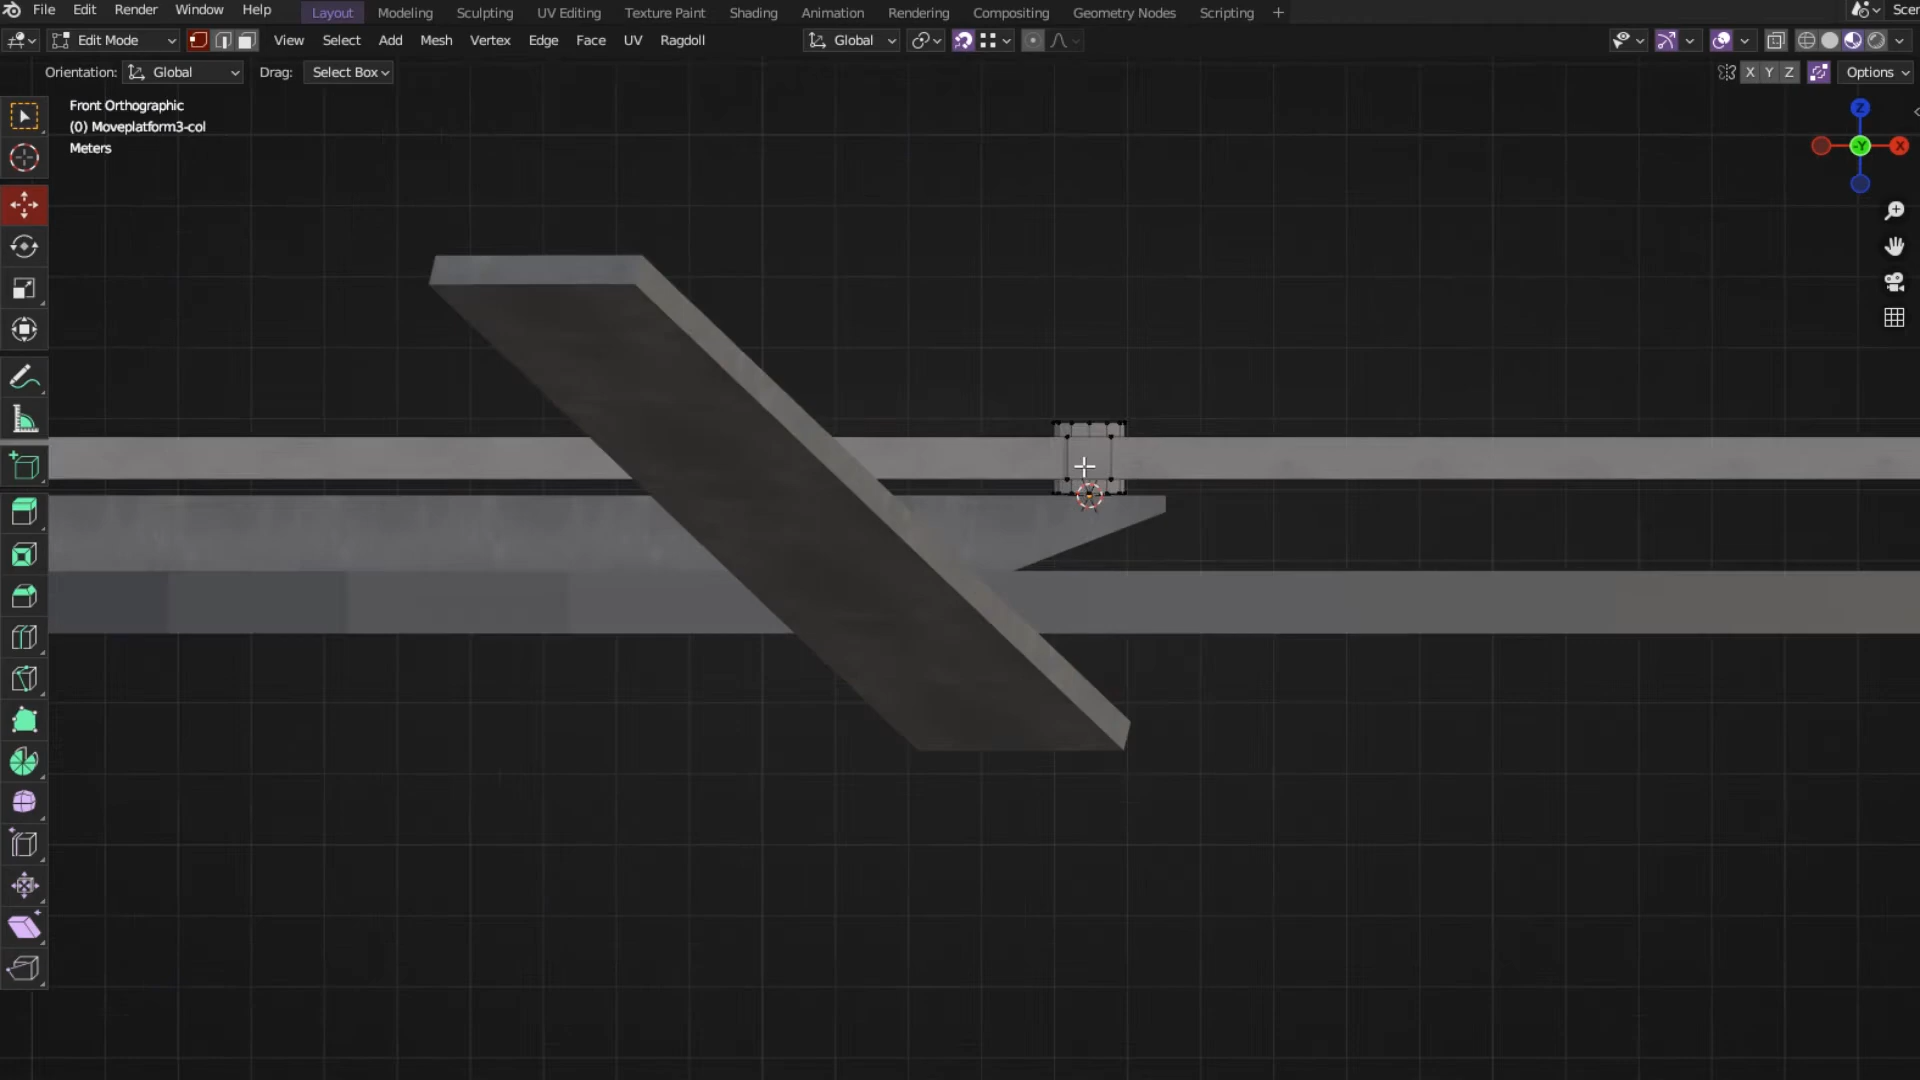 File Edit Render Window Help Layout Modeling Sculpting UV Editing Texture Paint Shading Animation Rendering Compositing Geometry Nodes Scripting + Scen
Edit Mode View Select Add Mesh Vertex Edge Face UV Ragdoll Global
Orientation: Global Drag: Select Box X Y Z Options
Front Orthographic
(0) Moveplatform3-col
Meters
Z
-Y X